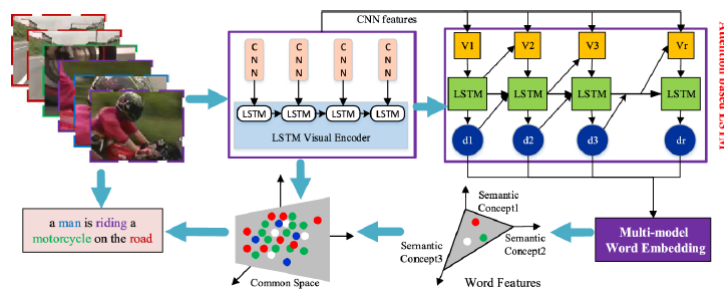 CNN features
C
N
N
C
N
N
C
N
N
C
N
N
LSTM
LSTM
LSTM
LSTM
LSTM Visual Encoder
V1
V2
V3
Vr
LSTM
LSTM
LSTM
LSTM
d1
d2
d3
dr
Attention Based LSTM
a man is riding a
motorcycle on the road
Common Space
Semantic
Concept1
Semantic
Concept2
Semantic
Concept3
Word Features
Multi-model
Word Embedding